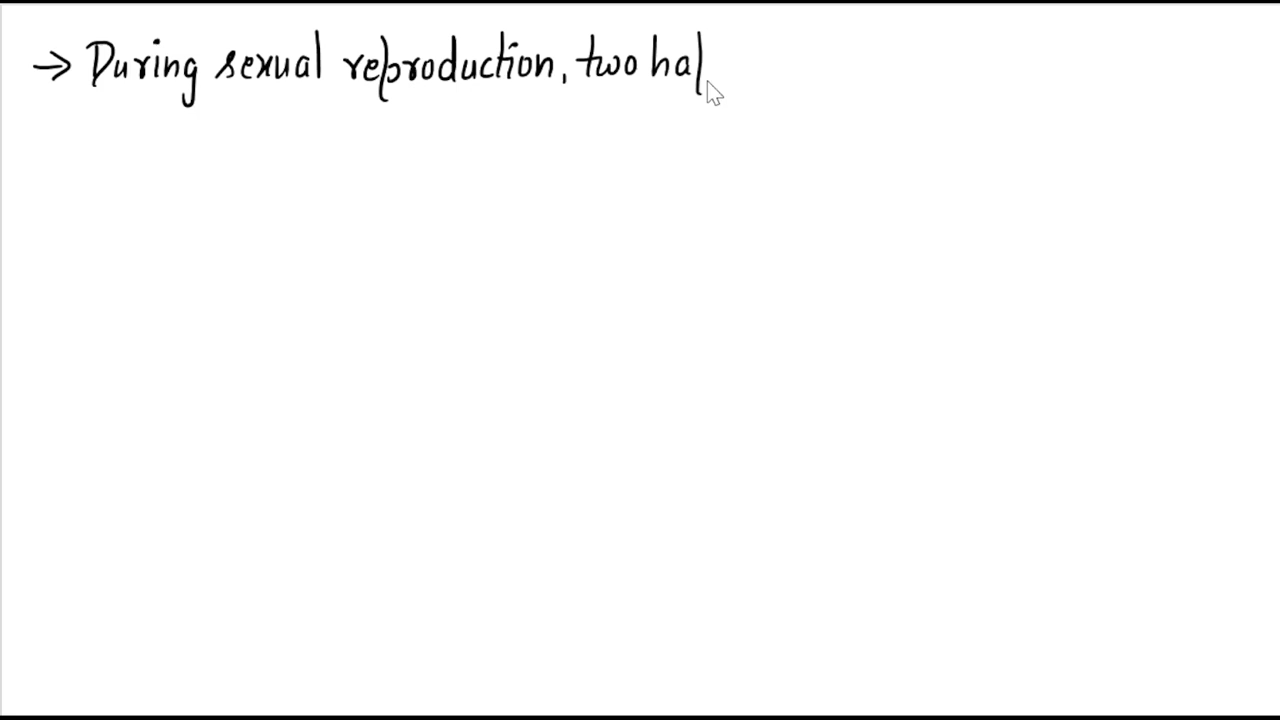 → During sexual reproduction, two hal